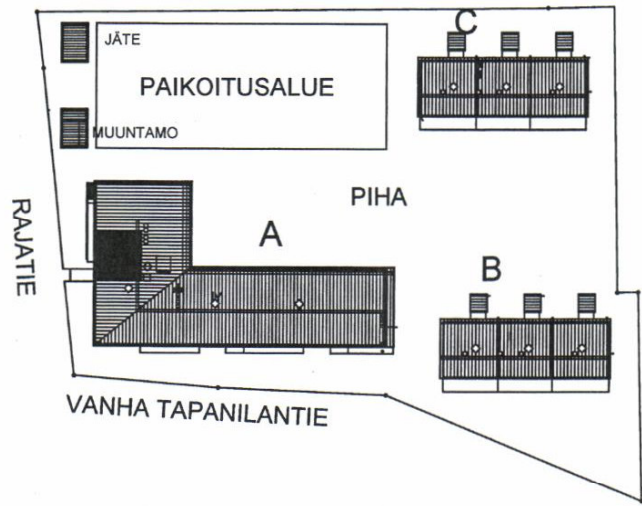 C
JÄTE
PAIKOITUSALUE
MUUNTAMO
RAJATIE
PIHA
A
B
VANHA TAPANILANTIE